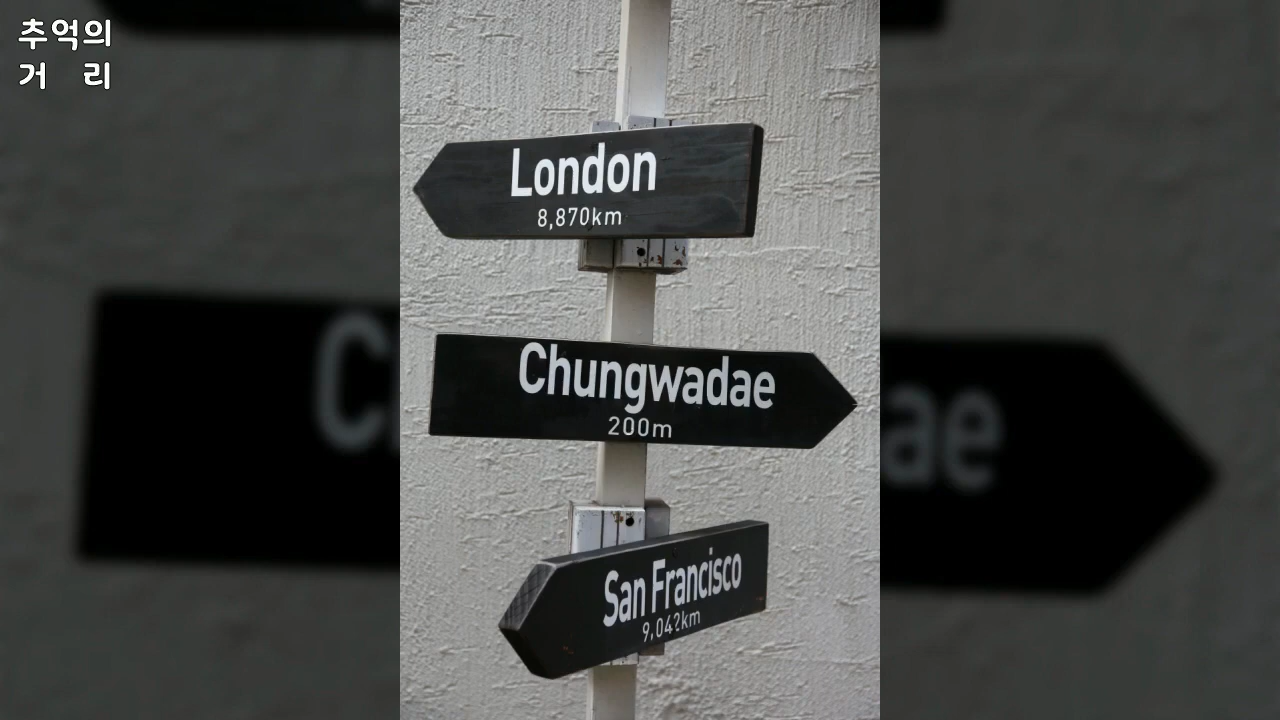 추억의
거 리
London
8,870km
Chungwadae
200m
San Francisco
9,042km